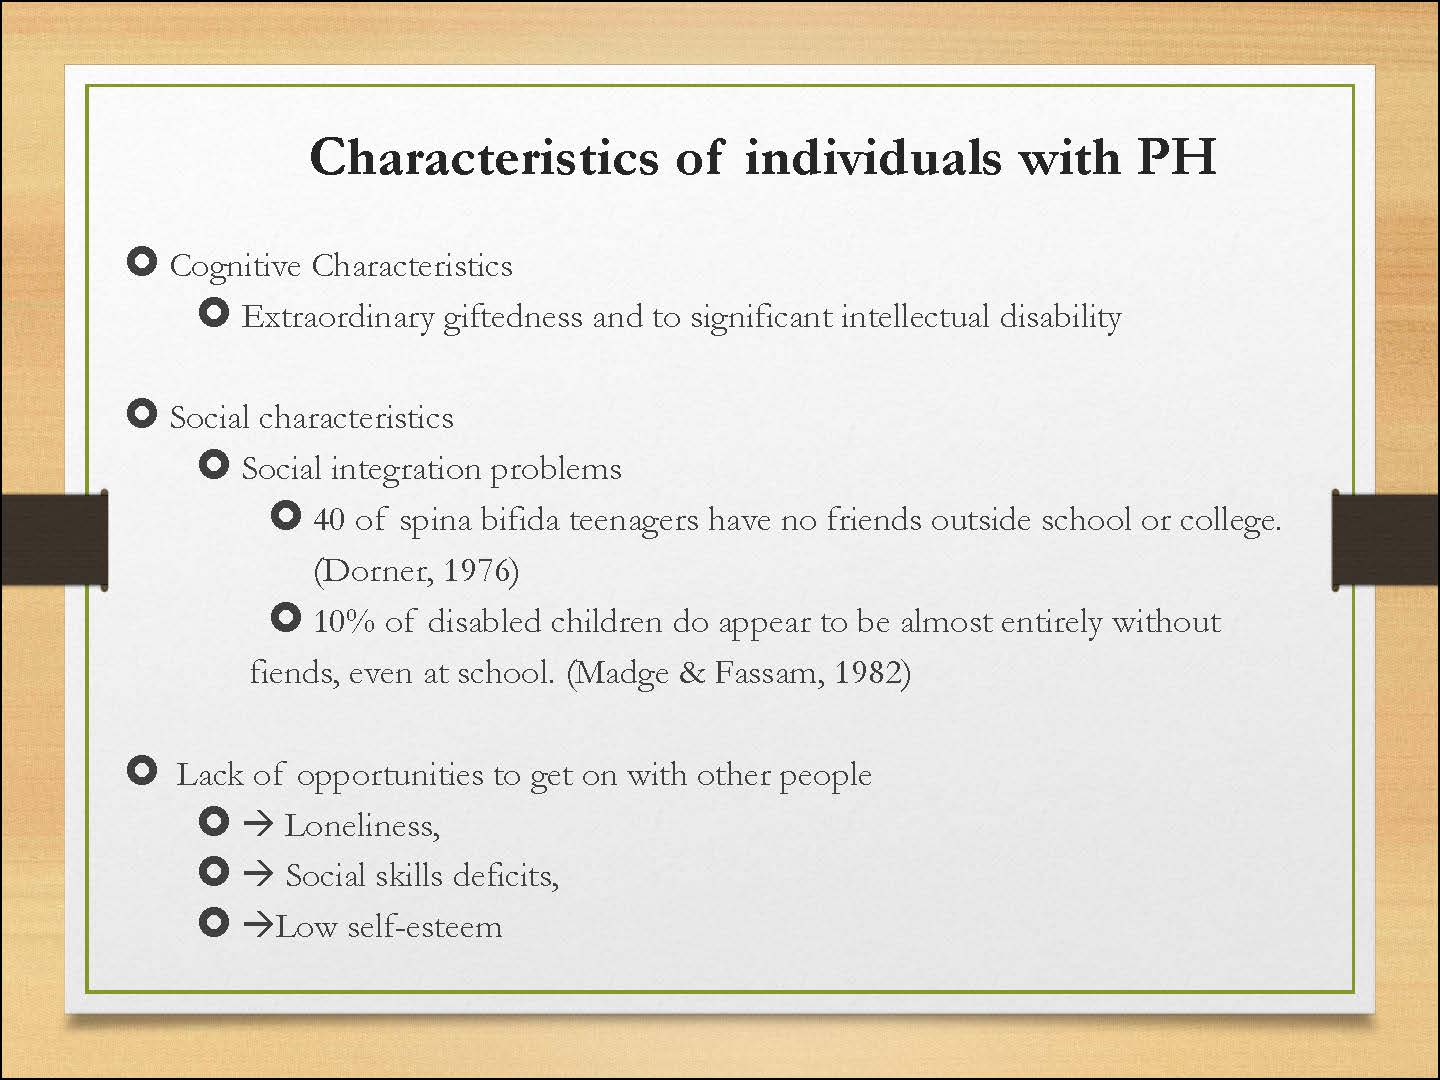 Characteristics of individuals with PH
Cognitive Characteristics
Extraordinary giftedness and to significant intellectual disability
Social characteristics
Social integration problems
40 of spina bifida teenagers have no friends outside school or college.
(Dorner, 1976)
10% of disabled children do appear to be almost entirely without
fiends, even at school. (Madge & Fassam, 1982)
Lack of opportunities to get on with other people
→ Loneliness,
→ Social skills deficits,
→Low self-esteem